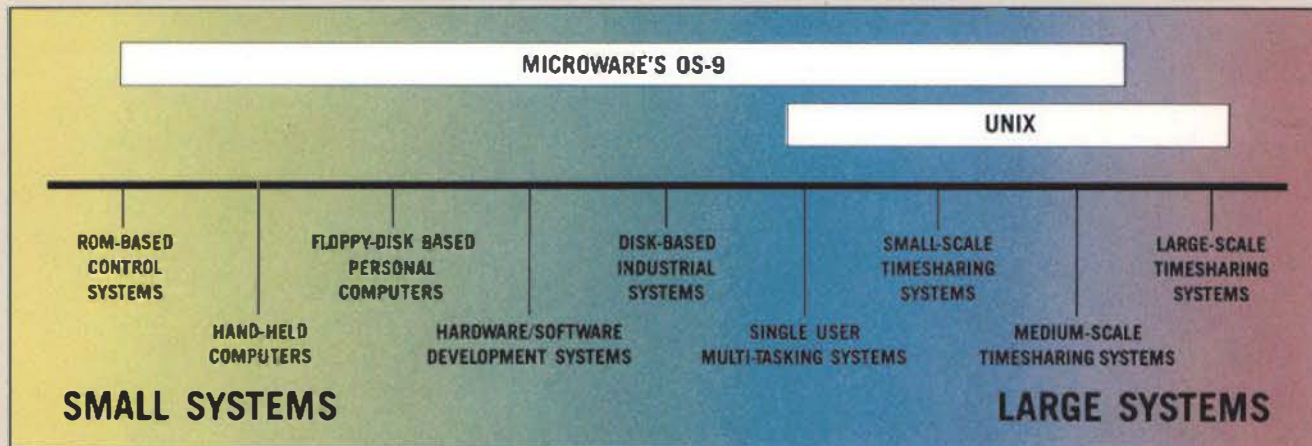 MICROWARE'S OS-9
UNIX
ROM-BASED
CONTROL
SYSTEMS
HAND-HELD
COMPUTERS
FLOPPY-DISK BASED
PERSONAL
COMPUTERS
HARDWARE/SOFTWARE
DEVELOPMENT SYSTEMS
DISK-BASED
INDUSTRIAL
SYSTEMS
SINGLE USER
MULTI-TASKING SYSTEMS
SMALL-SCALE
TIMESHARING
SYSTEMS
MEDIUM-SCALE
TIMESHARING SYSTEMS
LARGE-SCALE
TIMESHARING
SYSTEMS
SMALL SYSTEMS
LARGE SYSTEMS